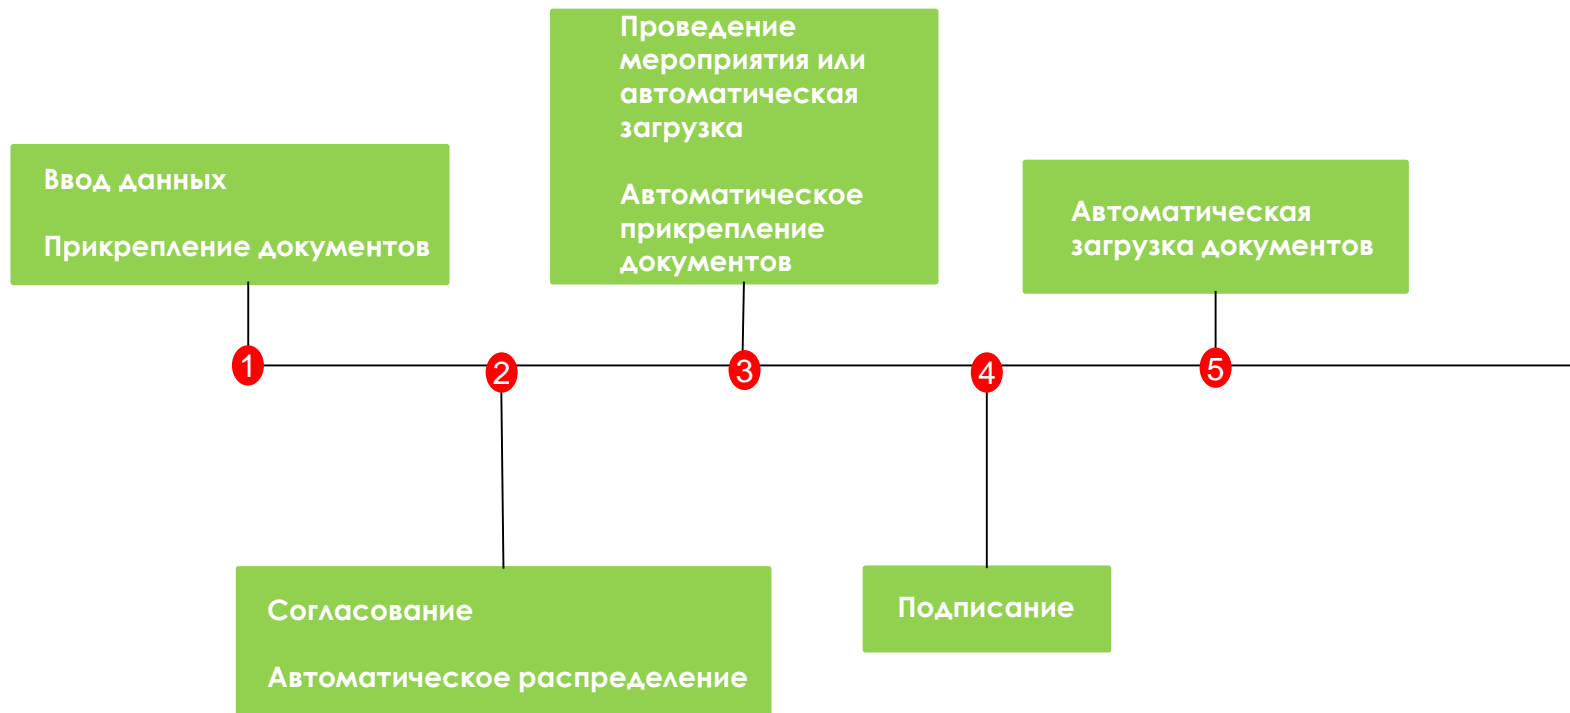 Ввод данных
Прикрепление документов
1
Согласование
Автоматическое распределение
2
Проведение
мероприятия или
автоматическая
загрузка
Автоматическое
прикрепление
документов
3
Подписание
4
Автоматическая
загрузка документов
5